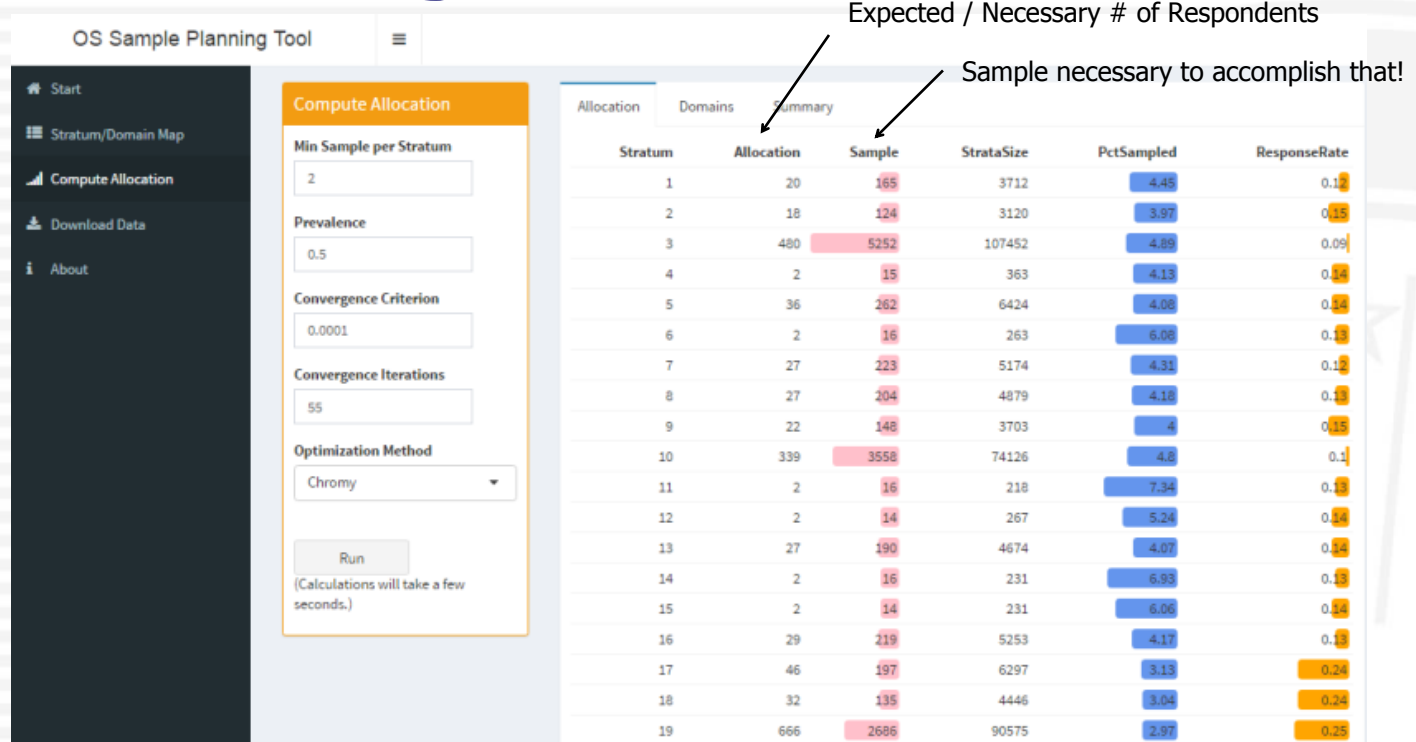 Expected / Necessary # of Respondents
OS Sample Planning Tool
Sample necessary to accomplish that!
Start
Stratum/Domain Map
Compute Allocation
Download Data
i About
Compute Allocation
Min Sample per Stratum
2
Prevalence
0.5
Convergence Criterion
0.0001
Convergence Iterations
55
Optimization Method
Chromy
Run
(Calculations will take a few
seconds.)
Allocation Domains Summary
Stratum Allocation Sample StrataSize PctSampled ResponseRate
1 20 165 3712 4.45 0.12
2 18 124 3120 3.97 0.15
3 480 5252 107452 4.89 0.09
4 2 15 363 4.13 0.14
5 36 262 6424 4.08 0.14
6 2 16 263 6.08 0.13
7 27 223 5174 4.31 0.12
8 27 204 4879 4.18 0.13
9 22 148 3703 4 0.15
10 339 3558 74126 4.8 0.1
11 2 16 218 7.34 0.13
12 2 14 267 5.24 0.14
13 27 190 4674 4.07 0.14
14 2 16 231 6.93 0.13
15 2 14 231 6.06 0.14
16 29 219 5253 4.17 0.13
17 46 197 6297 3.13 0.24
18 32 135 4446 3.04 0.24
19 666 2686 90575 2.97 0.25